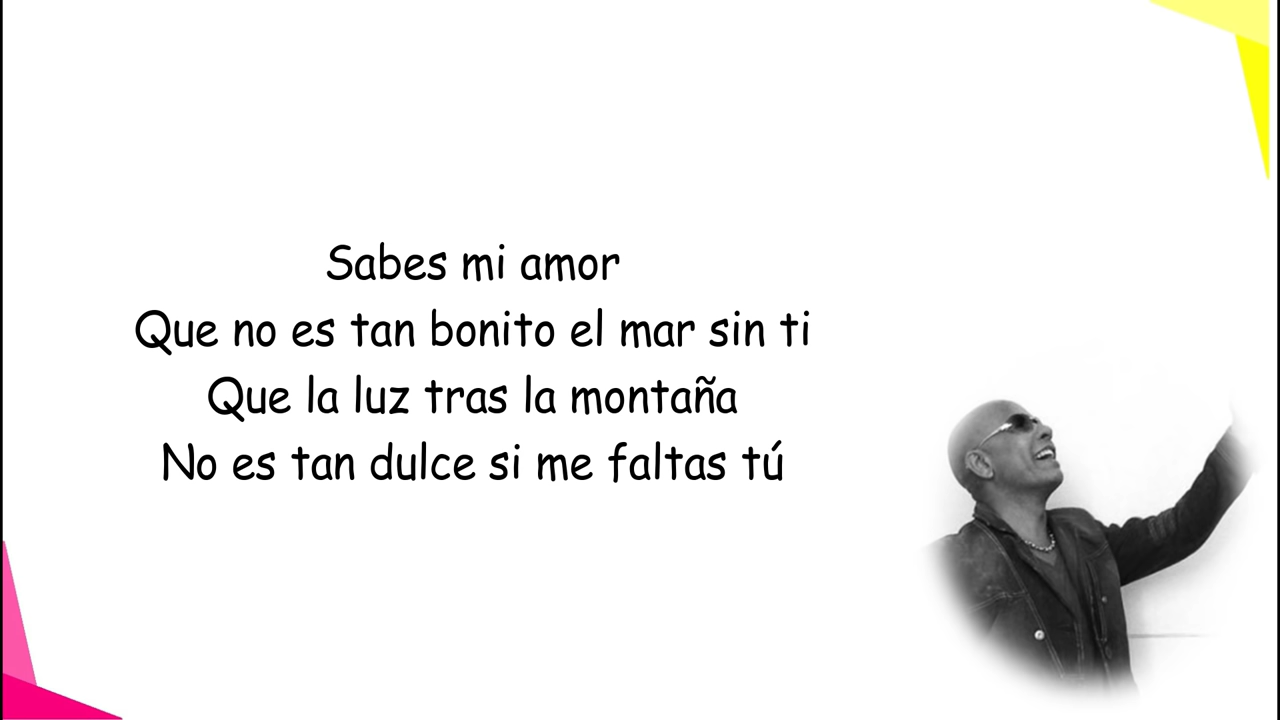 Sabes mi amor
Que no es tan bonito el mar sin ti
Que la luz tras la montaña
No es tan dulce si me faltas tú